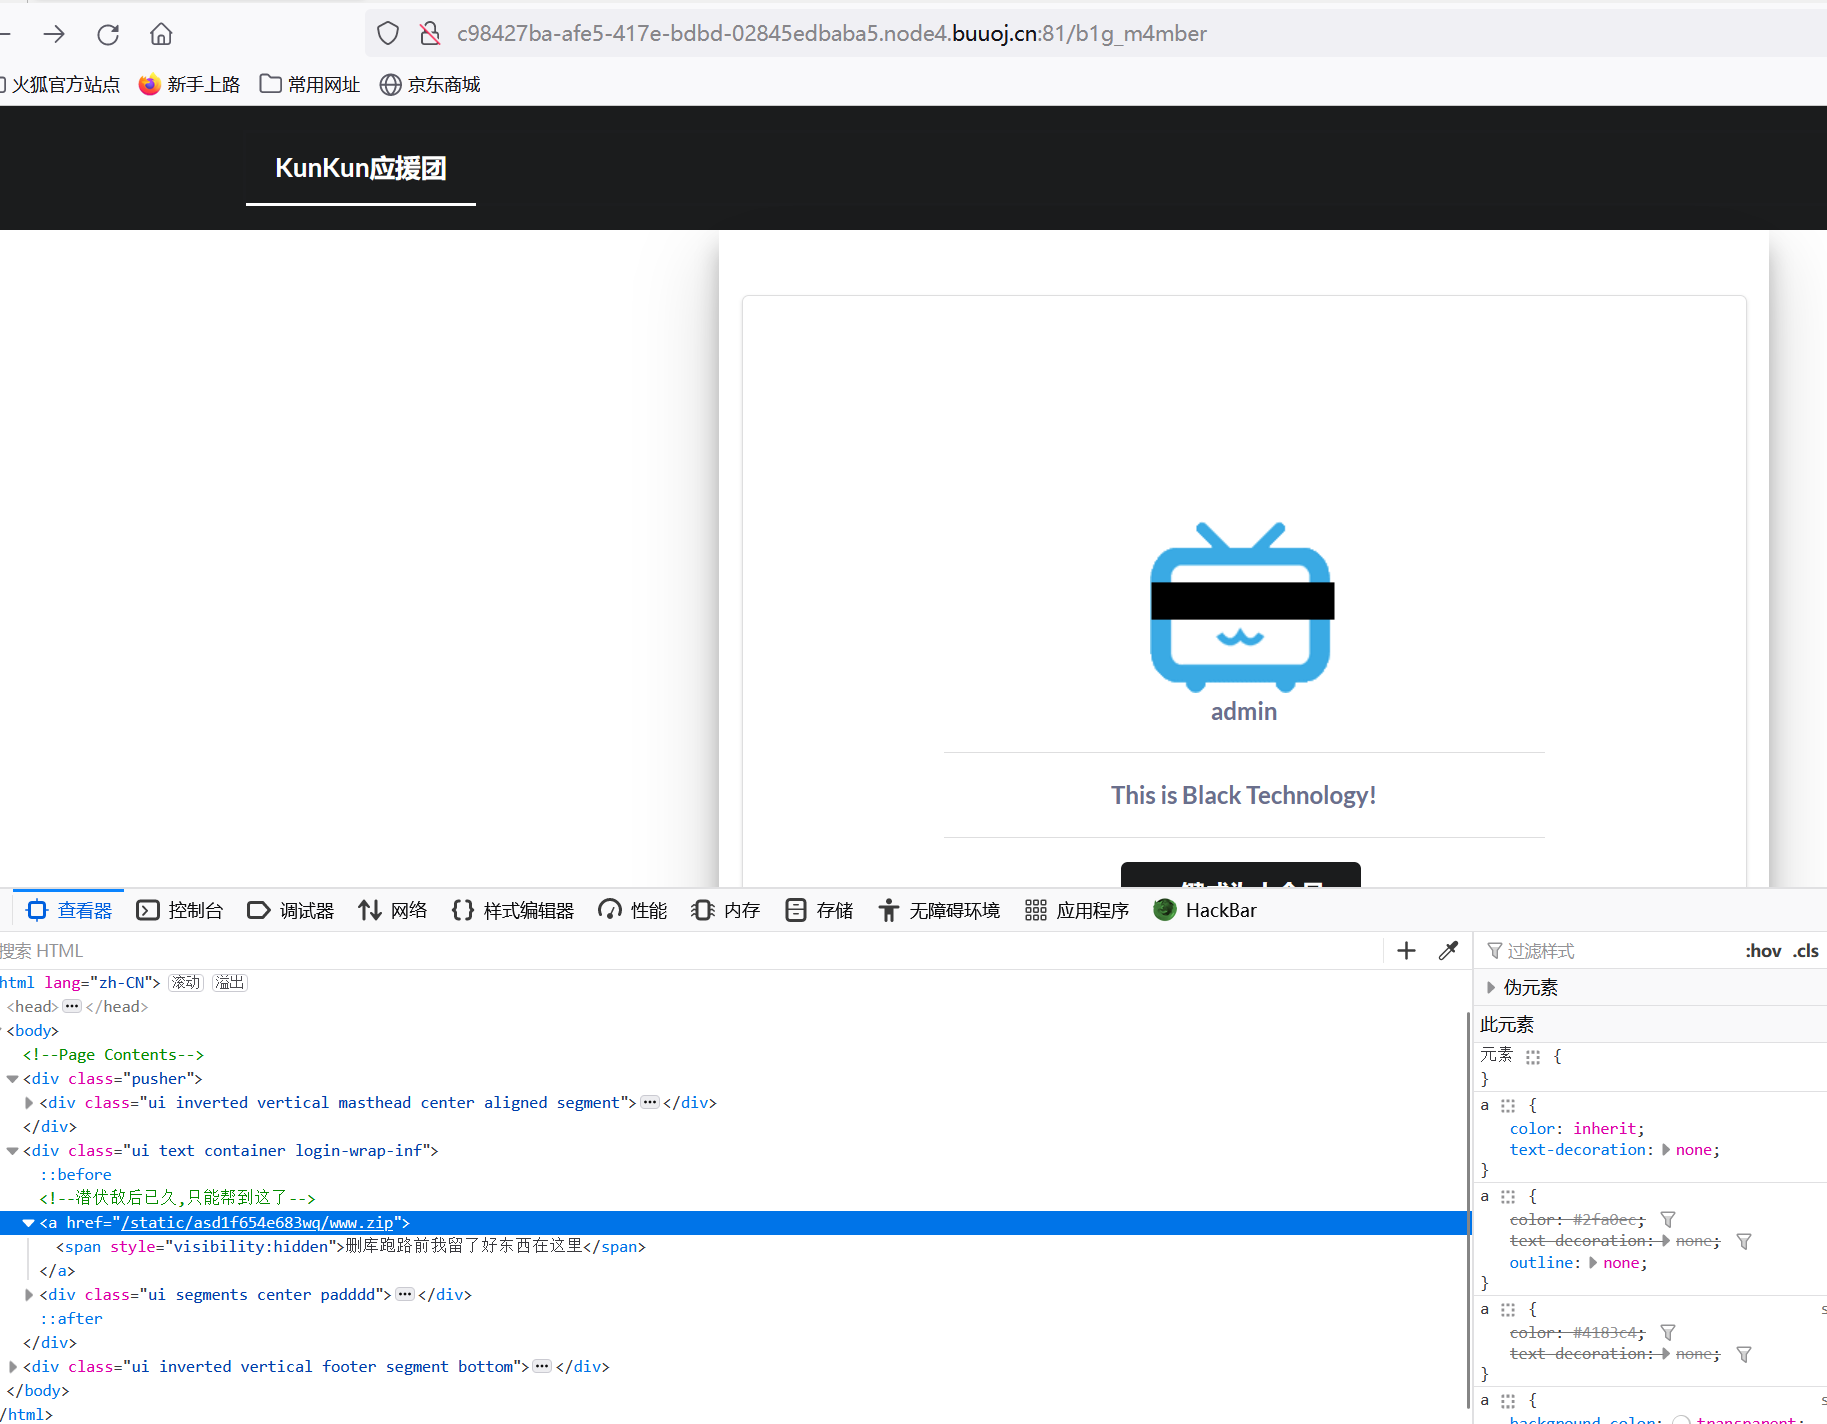 c98427ba-afe5-417e-bdbd-02845edbaba5.node4.buuoj.cn:81/b1g_m4mber
火狐官方站点 新手上路 常用网址 京东商城
KunKun应援团
admin
This is Black Technology!
查看器 控制台 调试器 网络 样式编辑器 性能 内存 存储 无障碍环境 应用程序 HackBar
搜索 HTML
html lang="zh-CN"> 滚动 溢出
<head> ••• </head>
<body>
<!--Page Contents-->
<div class="pusher">
<div class="ui inverted vertical masthead center aligned segment"> ••• </div>
</div>
<div class="ui text container login-wrap-inf">
::before
<!--潜伏敌后已久,只能帮到这了-->
<a href="/static/asd1f654e683wq/www.zip">
<span style="visibility:hidden">删库跑路前我留了好东西在这里</span>
</a>
<div class="ui segments center padddd"> ••• </div>
::after
</div>
<div class="ui inverted vertical footer segment bottom"> ••• </div>
</body>
/html>
过滤样式 :hov .cls
伪元素
此元素
元素 {
}
a {
color: inherit;
text-decoration: none;
}
a {
color: #2fa0ec;
text-decoration: none;
outline: none;
}
a { s
color: #4183c4;
text-decoration: none;
}
a { s
background-color: transparent;